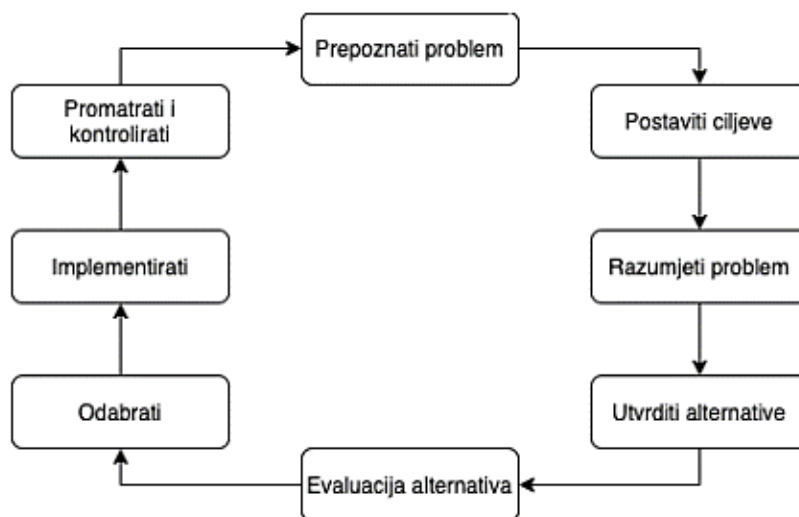 Prepoznati problem
Postaviti ciljeve
Razumjeti problem
Utvrditi alternative
Evaluacija alternativa
Odabrati
Implementirati
Promatrati i
kontrolirati